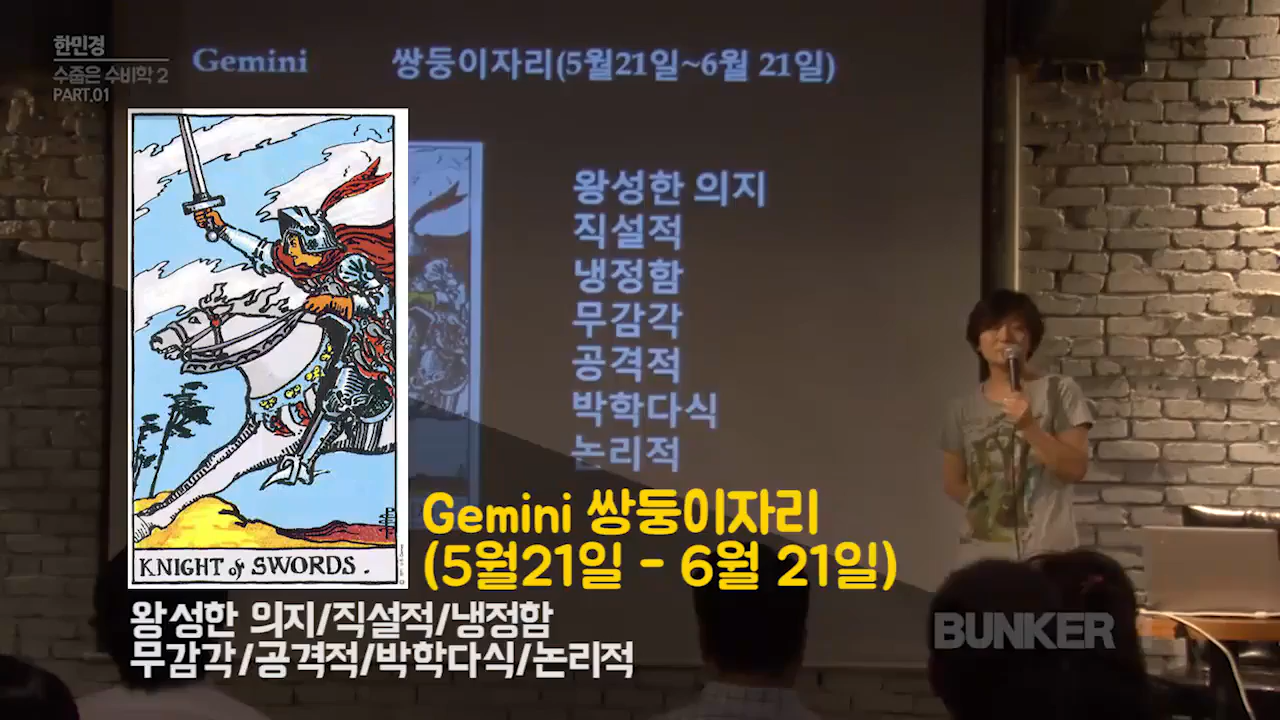 한민경
수줍은 수비학 2
PART.01
Gemini 쌍둥이자리(5월21일~6월 21일)
왕성한 의지
직설적
냉정함
무감각
공격적
박학다식
논리적
KNIGHT of SWORDS.
Gemini 쌍둥이자리
(5월21일 - 6월 21일)
왕성한 의지/직설적/냉정함
무감각/공격적/박학다식/논리적
BUNKER